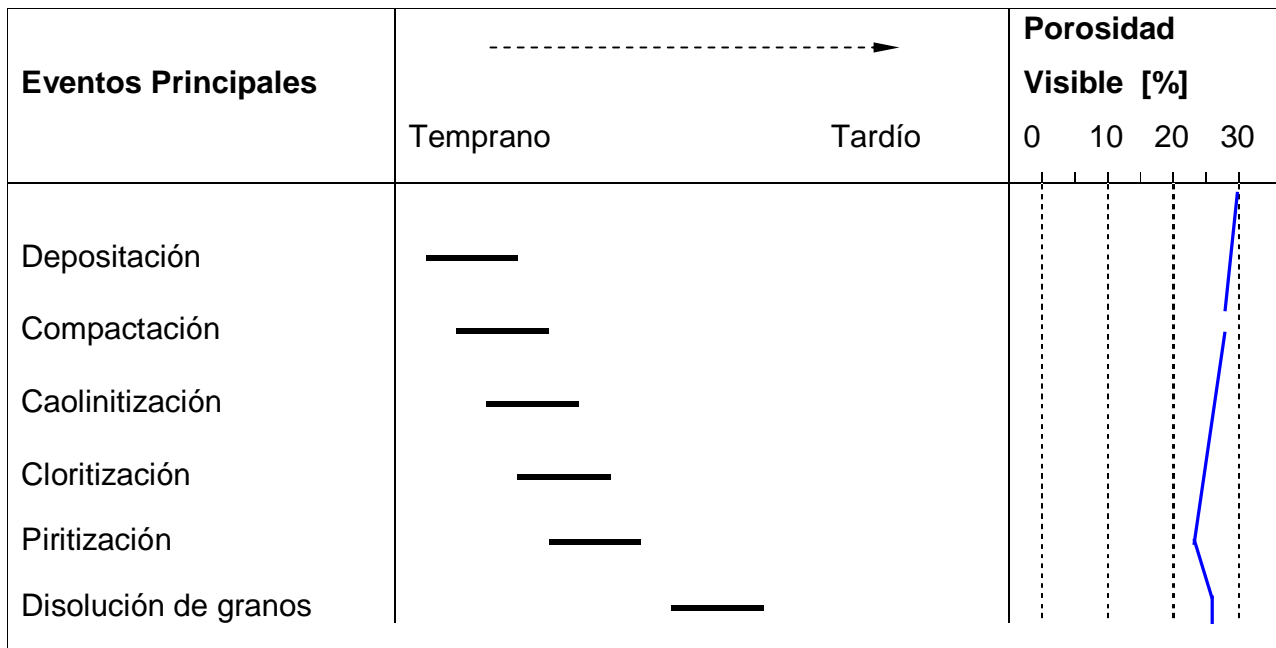 Eventos Principales
Temprano Tardío
Porosidad
Visible [%]
0 10 20 30
Depositación
Compactación
Caolinitización
Cloritización
Piritización
Disolución de granos